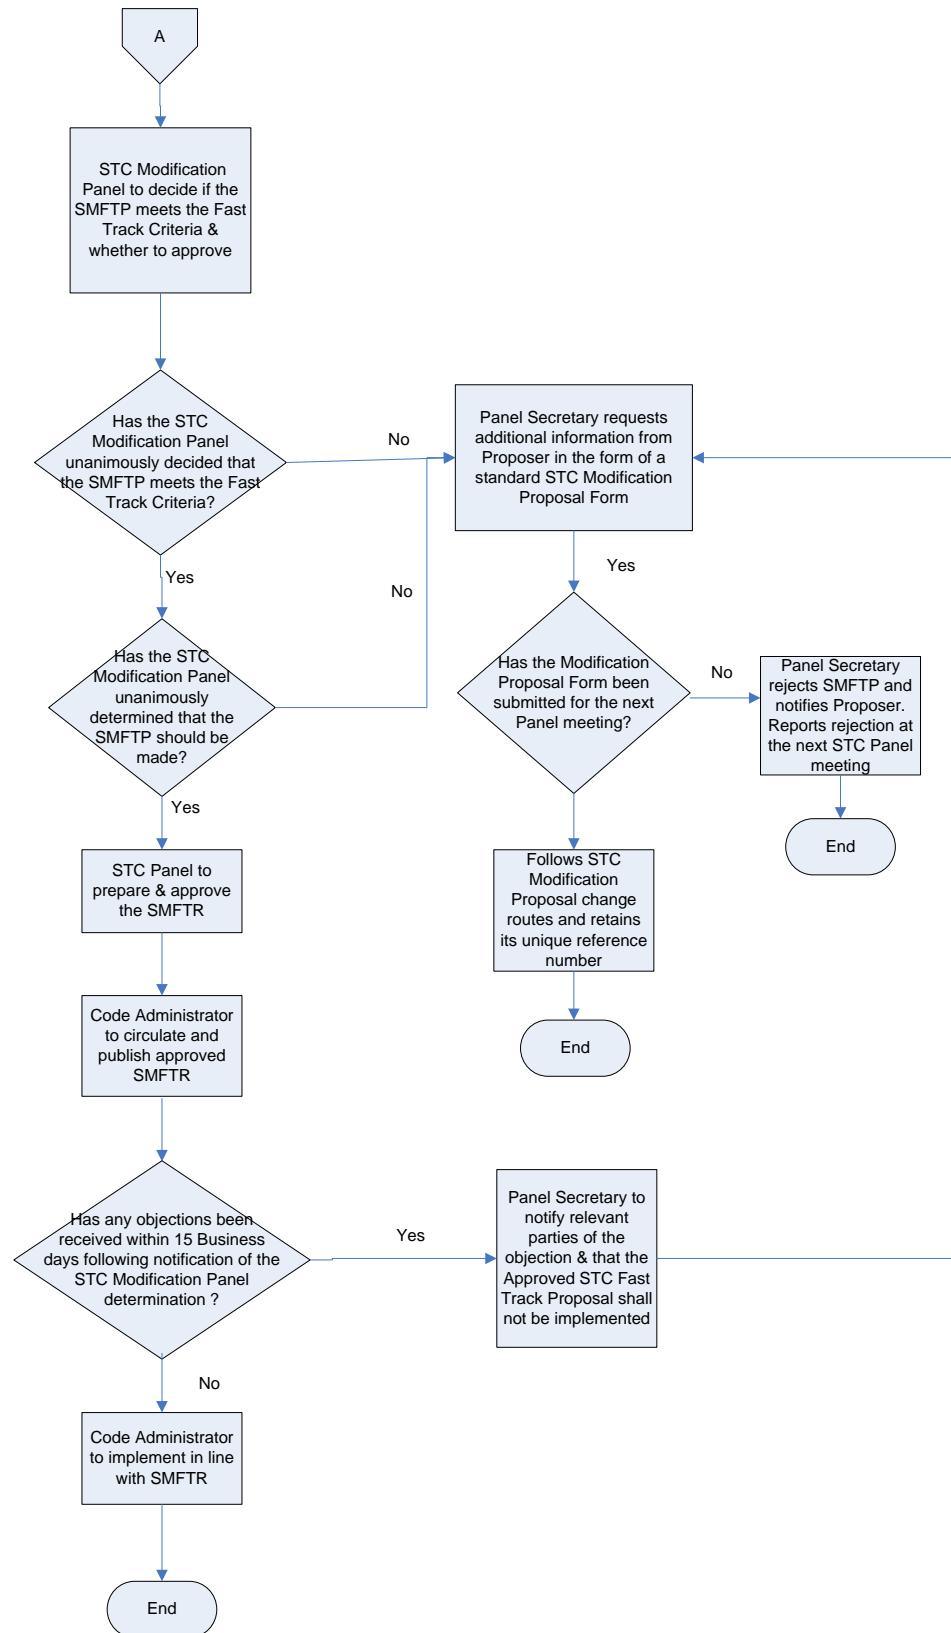 A
STC Modification
Panel to decide if the
SMFTP meets the Fast
Track Criteria &
whether to approve
Has the STC
Modification Panel
unanimously decided that
the SMFTP meets the Fast
Track Criteria?
No
Panel Secretary requests
additional information from
Proposer in the form of a
standard STC Modification
Proposal Form
Yes
No
Yes
Has the STC
Modification Panel
unanimously
determined that the
SMFTP should be
made?
Has the Modification
Proposal Form been
submitted for the next
Panel meeting?
No
Panel Secretary
rejects SMFTP and
notifies Proposer.
Reports rejection at
the next STC Panel
meeting
Yes
End
STC Panel to
prepare & approve
the SMFTR
Follows STC
Modification
Proposal change
routes and retains
its unique reference
number
Code Administrator
to circulate and
publish approved
SMFTR
End
Has any objections been
received within 15 Business
days following notification of the
STC Modification Panel
determination ?
Yes
Panel Secretary to
notify relevant
parties of the
objection & that the
Approved STC Fast
Track Proposal shall
not be implemented
No
Code Administrator
to implement in line
with SMFTR
End